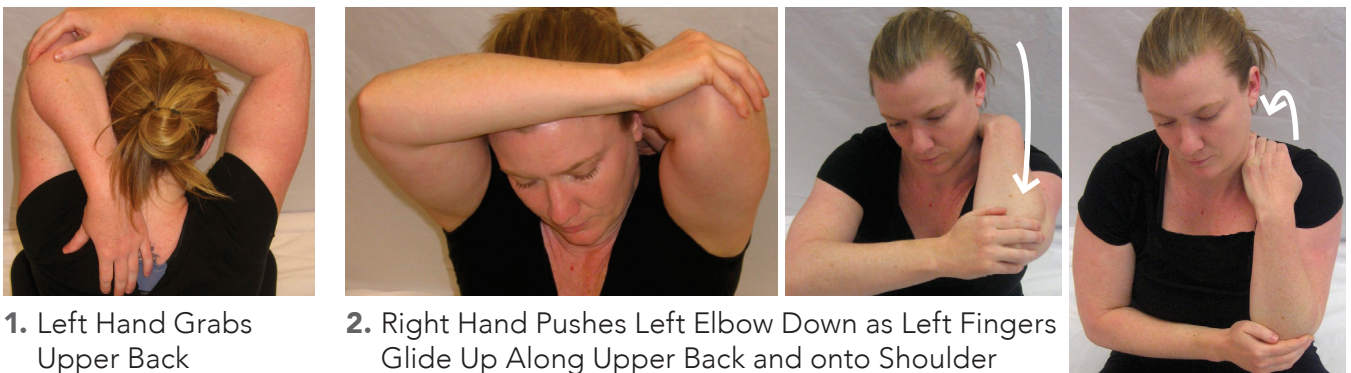 1. Left Hand Grabs
Upper Back
2. Right Hand Pushes Left Elbow Down as Left Fingers
Glide Up Along Upper Back and onto Shoulder